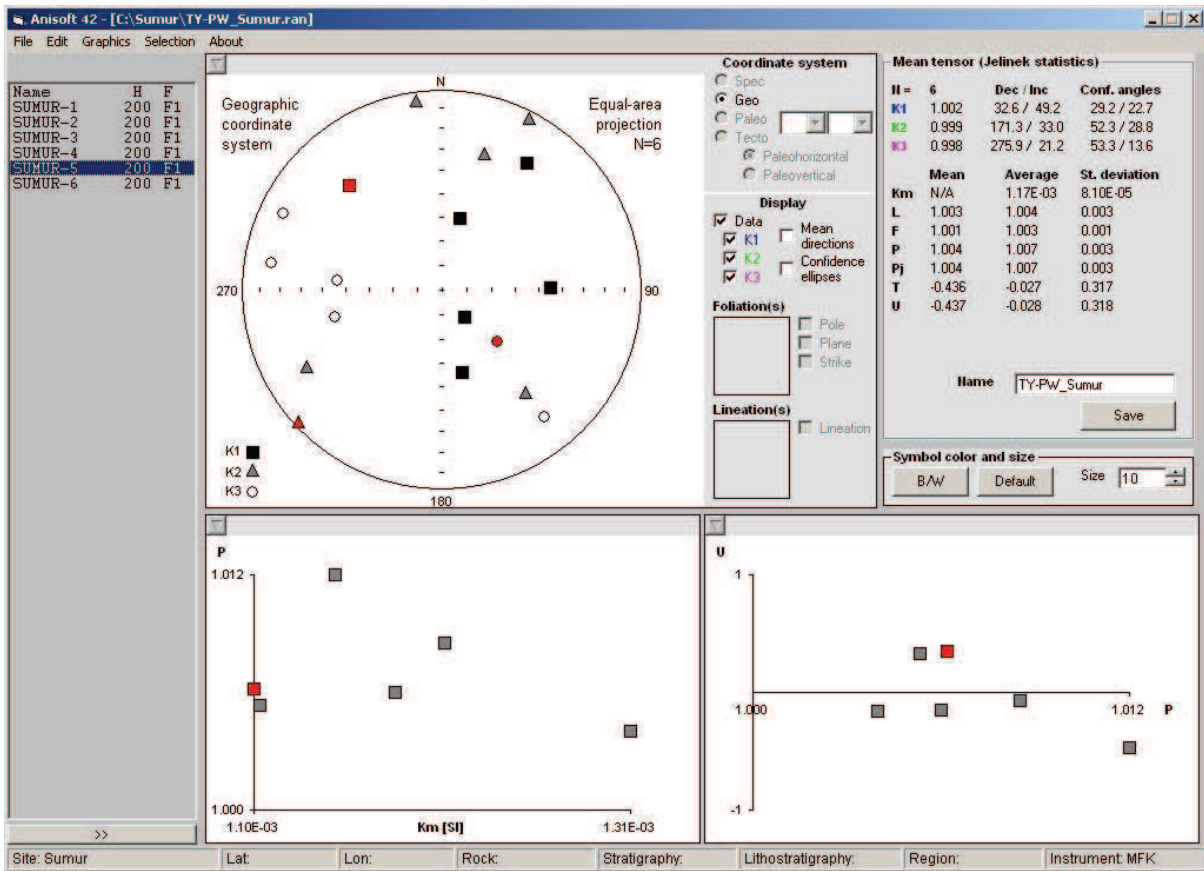 Anisoft 42 - [C:\Sumur\TY-PW_Sumur.ran]
File Edit Graphics Selection About
Name H F
SUMUR-1 200 F1
SUMUR-2 200 F1
SUMUR-3 200 F1
SUMUR-4 200 F1
SUMUR-5 200 F1
SUMUR-6 200 F1
>>
Geographic
coordinate
system
N
Equal-area
projection
N=6
270
90
180
K1
K2
K3
Coordinate system
Spec
Geo
Paleo
Tecto
Paleohorizontal
Paleovertical
Display
Data
K1
K2
K3
Mean
directions
Confidence
ellipses
Foliation(s)
Pole
Plane
Strike
Lineation(s)
Lineation
Mean tensor (Jelinek statistics)
N = 6 Dec / Inc Conf. angles
K1 1.002 32.6 / 49.2 29.2 / 22.7
K2 0.999 171.3 / 33.0 52.3 / 28.8
K3 0.998 275.9 / 21.2 53.3 / 13.6
Mean Average St. deviation
Km N/A 1.17E-03 8.10E-05
L 1.003 1.004 0.003
F 1.001 1.003 0.001
P 1.004 1.007 0.003
Pj 1.004 1.007 0.003
T -0.436 -0.027 0.317
U -0.437 -0.028 0.318
Name TY-PW_Sumur
Save
Symbol color and size
B/W Default Size 10
P
1.012
1.000
1.10E-03 Km [SI] 1.31E-03
U
1
1.000 1.012 P
-1
Site: Sumur Lat: Lon: Rock: Stratigraphy: Lithostratigraphy: Region: Instrument: MFK